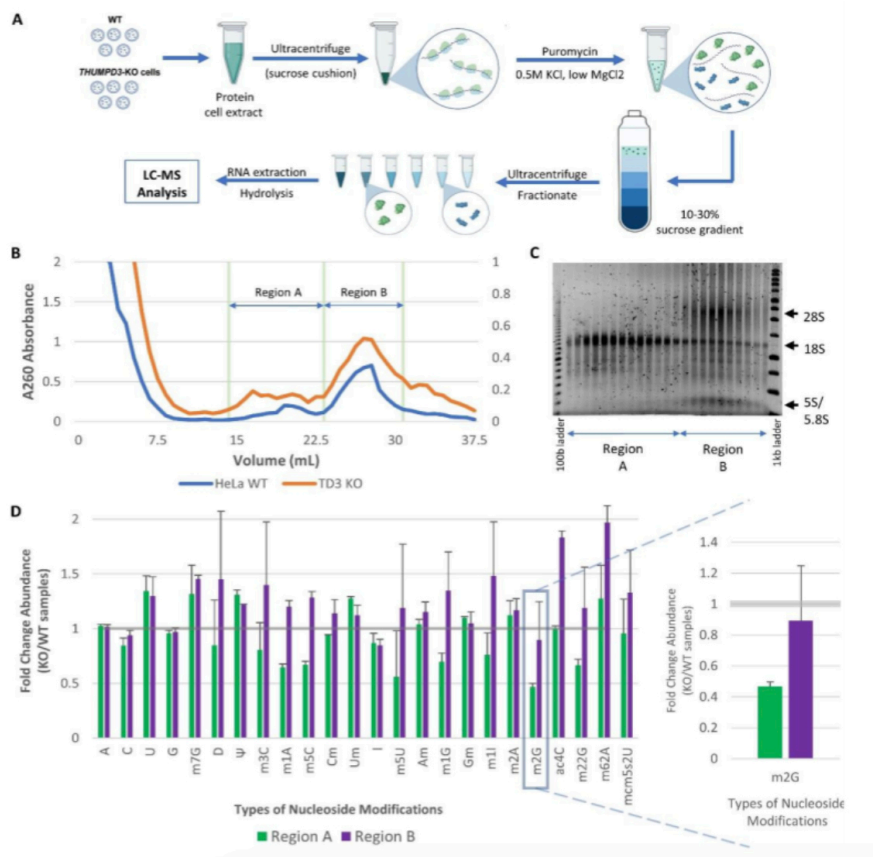 A
WT
THUMPD3-KO cells
Protein
cell extract
Ultracentrifuge
(sucrose cushion)
Puromycin
0.5M KCl, low MgCl2
10-30%
sucrose gradient
Ultracentrifuge
Fractionate
RNA extraction
Hydrolysis
LC-MS
Analysis
B
A260 Absorbance
2
1.5
1
0.5
0
1
0.8
0.6
0.4
0.2
0
Region A
Region B
0 7.5 15 22.5 30 37.5
Volume (mL)
HeLa WT TD3 KO
C
28S
18S
5S/
5.8S
100b ladder
Region
A
Region
B
1kb ladder
D
Fold Change Abundance
(KO/WT samples)
2
1.5
1
0.5
0
A
C
U
G
m7G
D
Ψ
m3C
m1A
m5C
Cm
Um
I
m5U
Am
m1G
Gm
m1I
m2A
m2G
ac4C
m22G
m62A
mcm5s2U
Types of Nucleoside Modifications
Region A Region B
Fold Change Abundance
(KO/WT samples)
1.4
1.2
1
0.8
0.6
0.4
0.2
0
m2G
Types of Nucleoside
Modifications